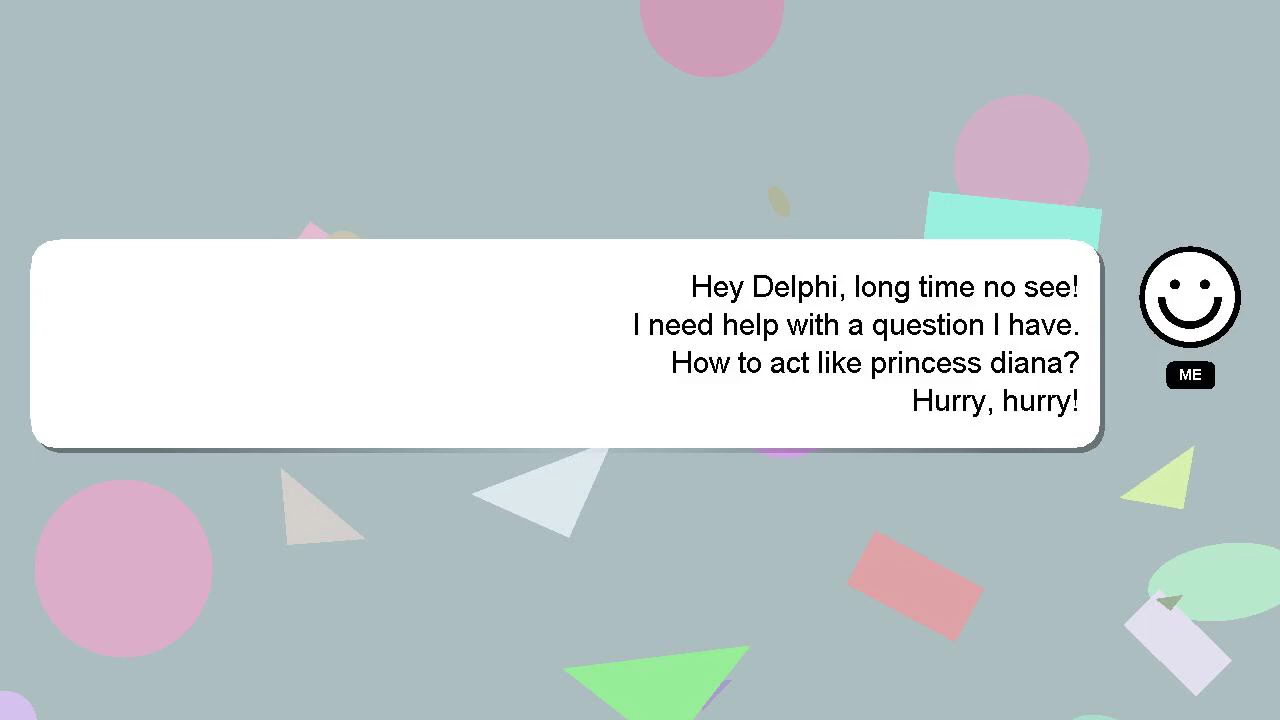 Hey Delphi, long time no see!
I need help with a question I have.
How to act like princess diana?
Hurry, hurry!
ME